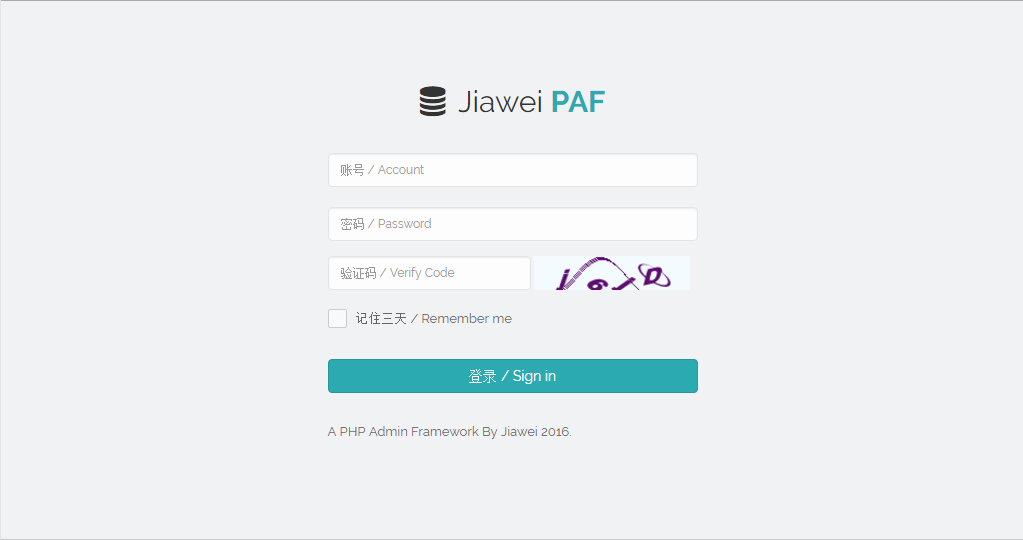 Jiawei PAF
账号 / Account
密码 / Password
验证码 / Verify Code
记住三天 / Remember me
登录 / Sign in
A PHP Admin Framework By Jiawei 2016.